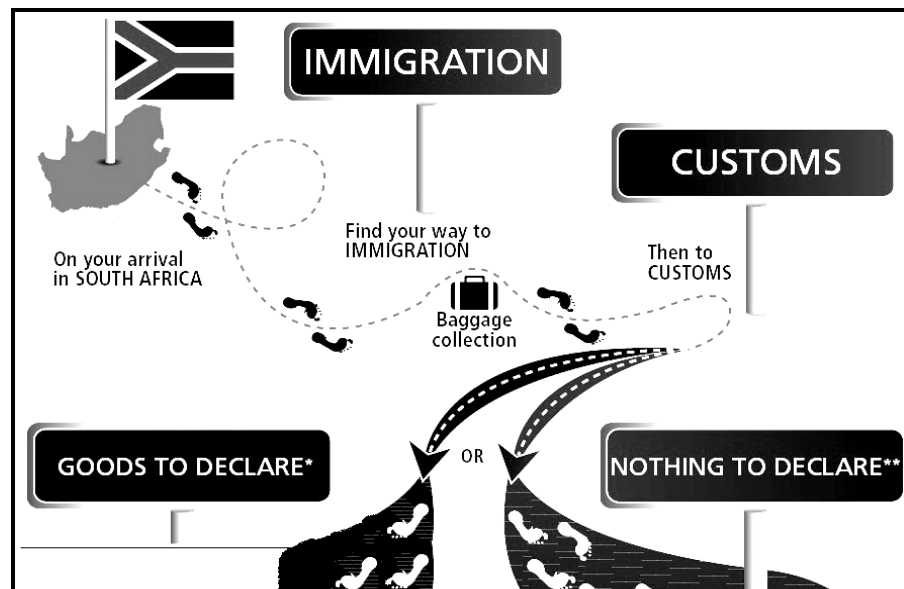 IMMIGRATION
CUSTOMS
On your arrival
in SOUTH AFRICA
Find your way to
IMMIGRATION
Then to
CUSTOMS
Baggage
collection
GOODS TO DECLARE*
OR
NOTHING TO DECLARE**